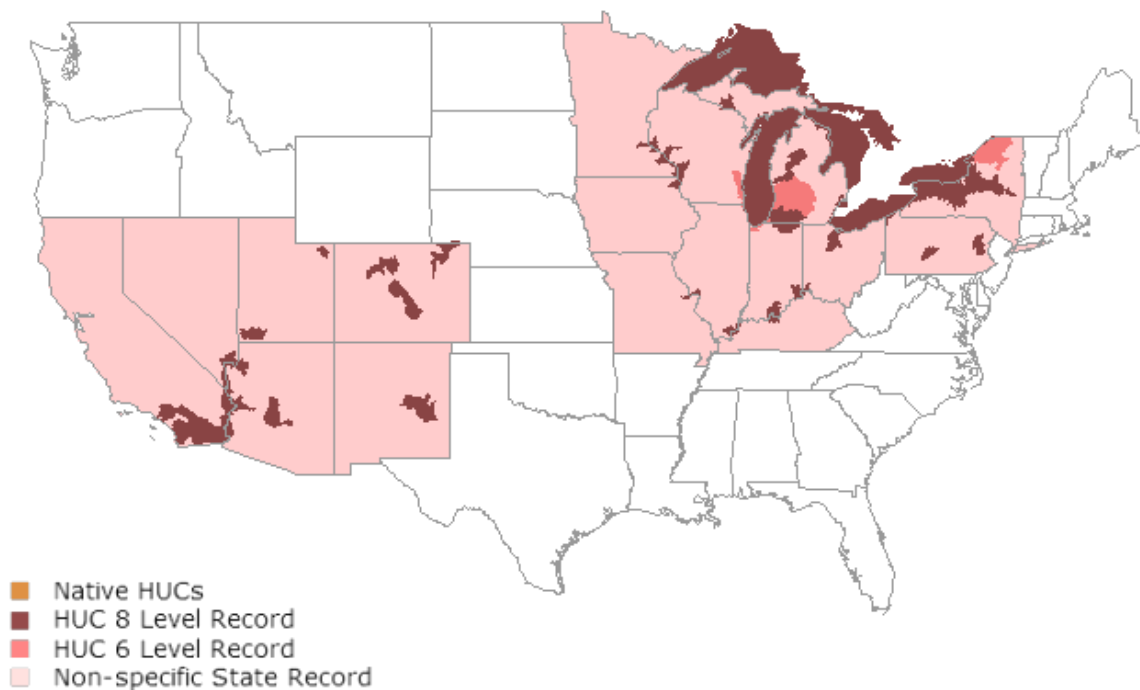 Native HUCs
HUC 8 Level Record
HUC 6 Level Record
Non-specific State Record